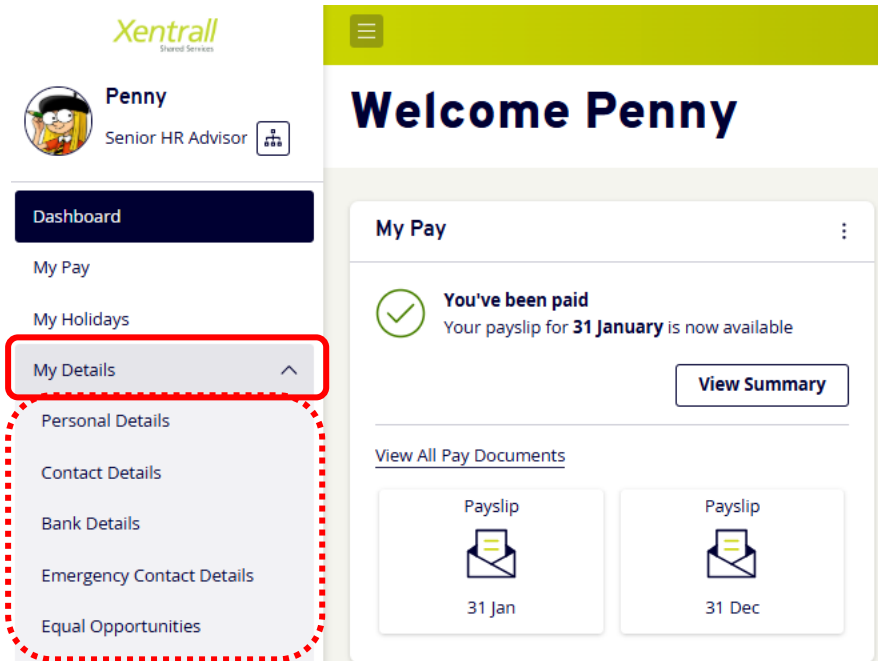 Xentrall
Shared Services
Penny
Senior HR Advisor
Dashboard
My Pay
My Holidays
My Details
Personal Details
Contact Details
Bank Details
Emergency Contact Details
Equal Opportunities
Welcome Penny
My Pay
You've been paid
Your payslip for 31 January is now available
View Summary
View All Pay Documents
Payslip
31 Jan
Payslip
31 Dec